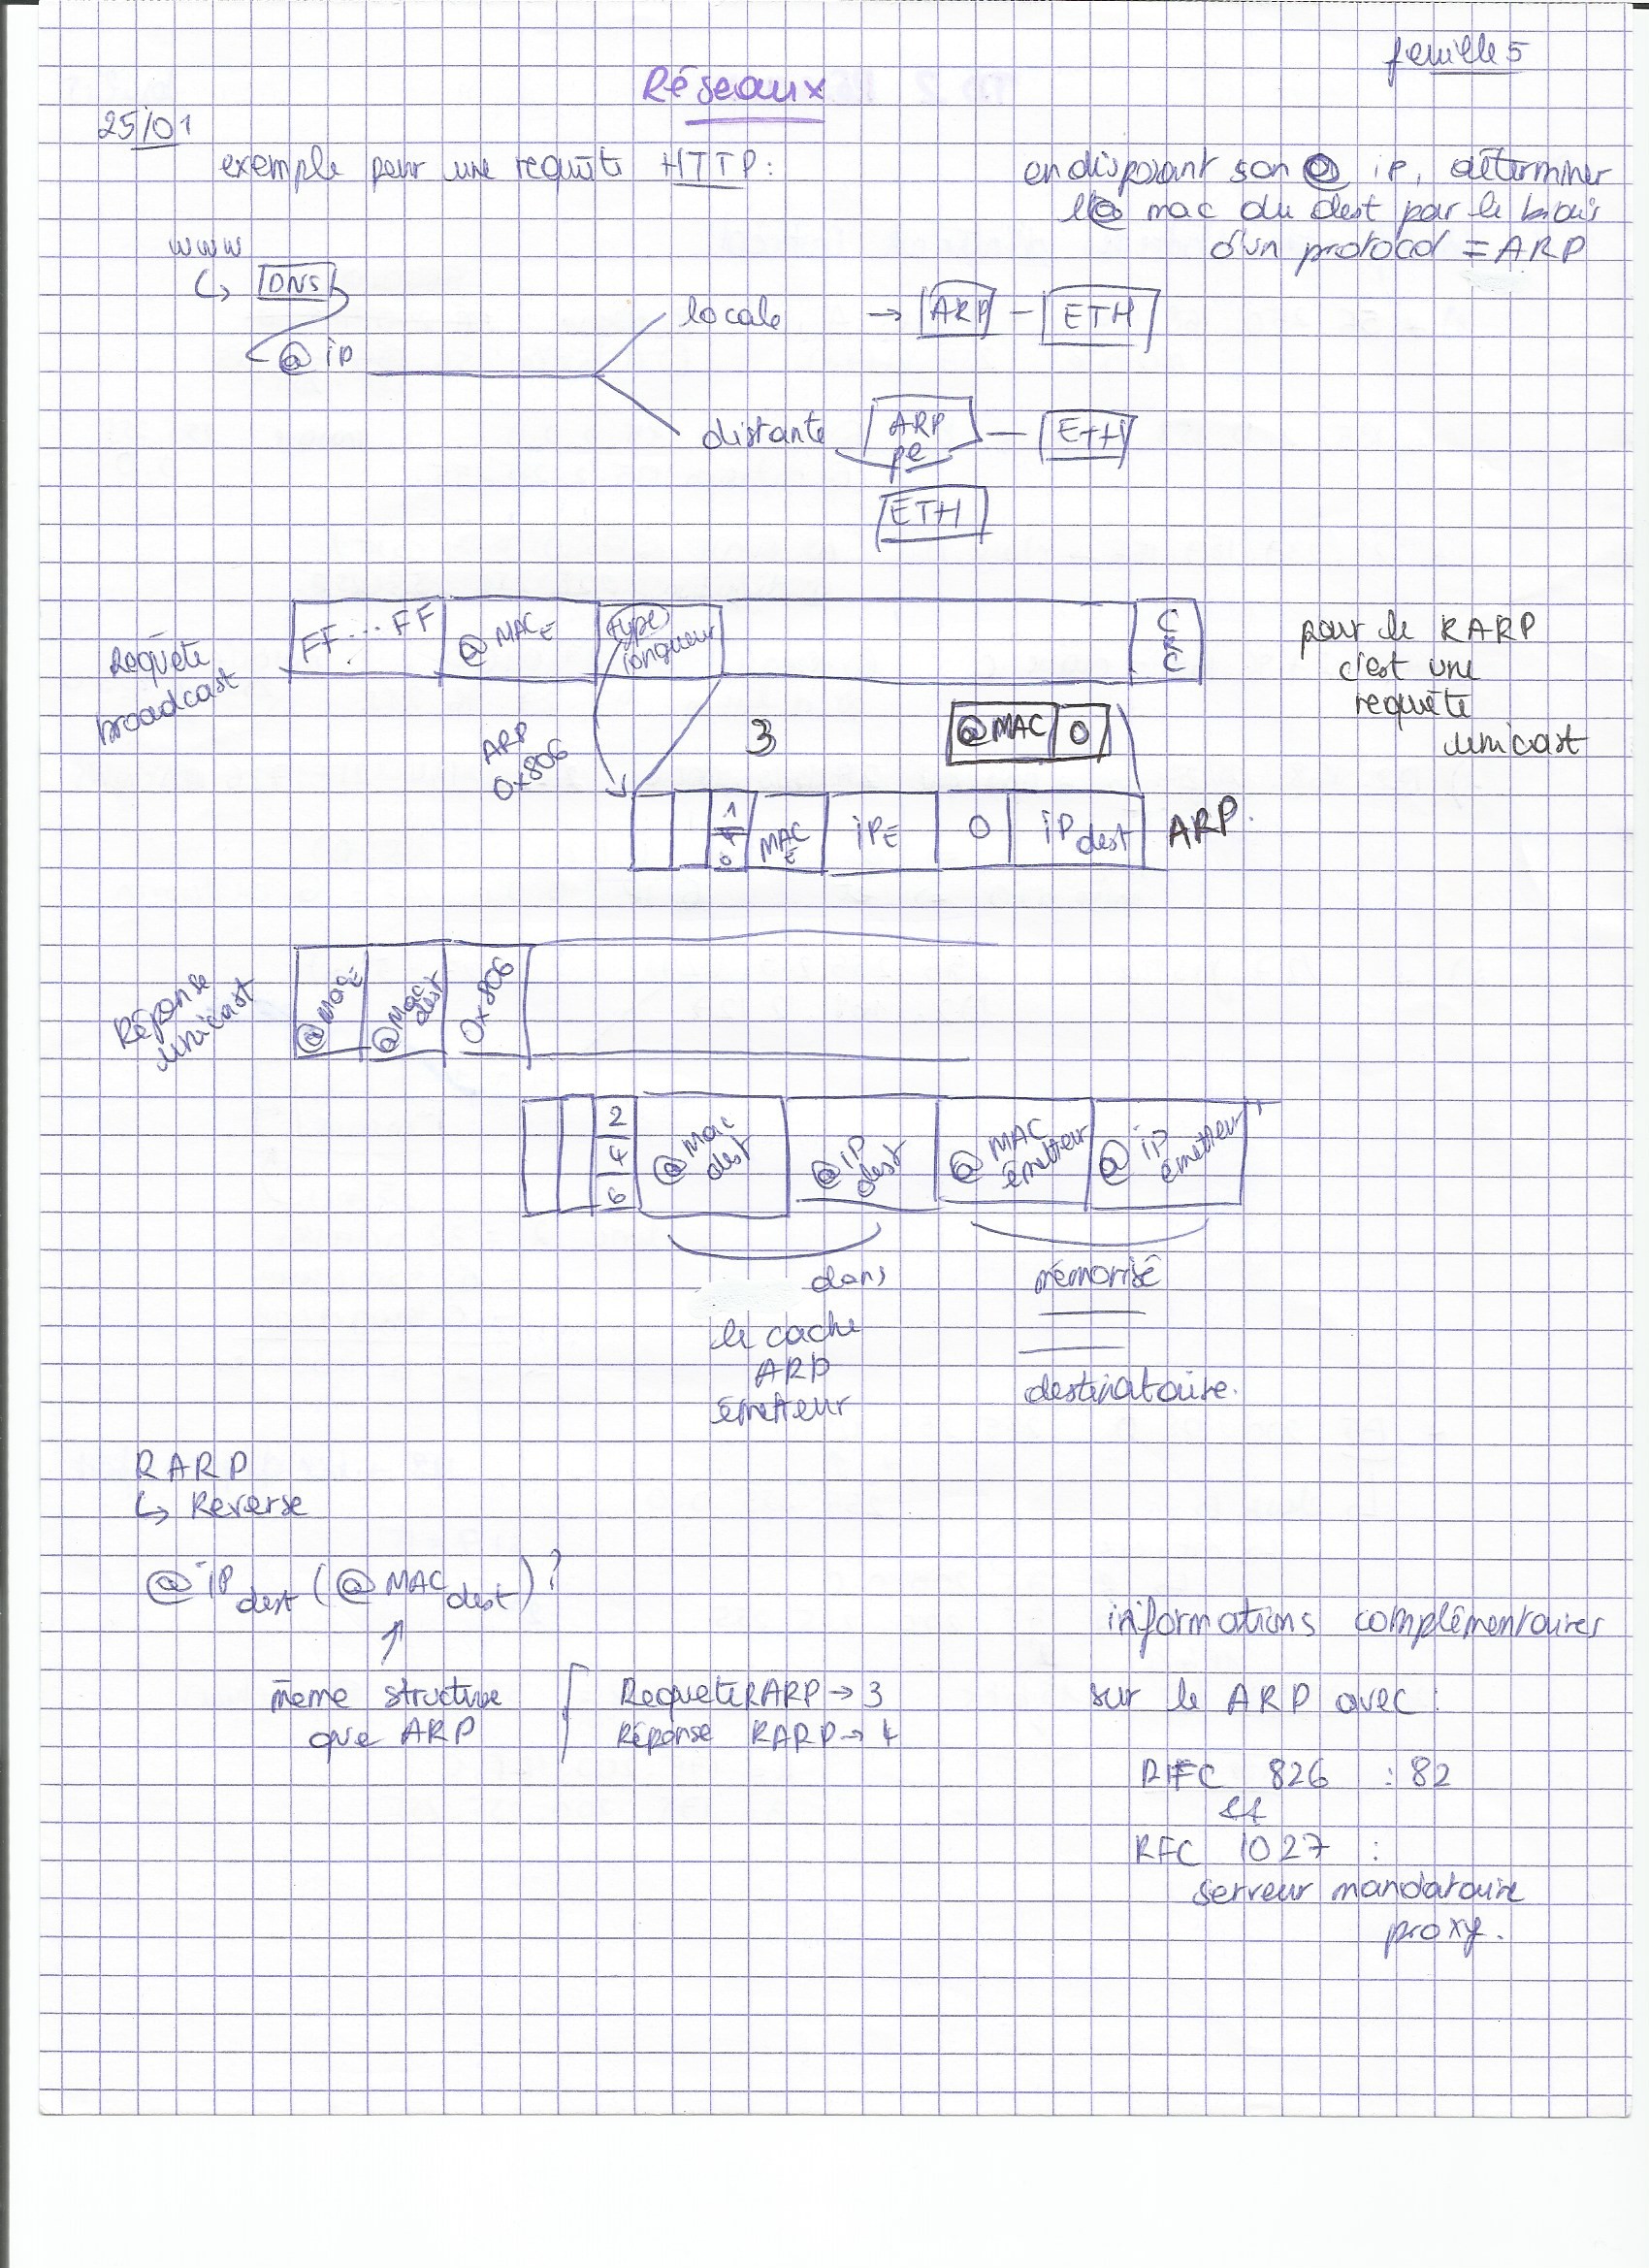 feuille 5
Réseaux
25/01
exemple pour une requête HTTP:
en disposant son @ ip, déterminer
l'@ mac du dest par le biais
d'un protocol = ARP
www
↳ DNS
@ ip
locale → ARP - ETH
distante ARP - ETH
pe
ETH
Requête
broadcast
FF...FF @ MAC E type longueur CRC
pour le RARP
c'est une
requête
unicast
ARP
0x806
3
@MAC 0
1 MAC E IP E 0 IP dest ARP.
Réponse
unicast
@Mac E @Mac dest 0x806
2
4
6
@Mac dest @IP dest @MAC émetteur @ IP émetteur
dans
le cache
ARP
émetteur
mémorisé
destinataire.
RARP
↳ Reverse
@ IP dest (@ MAC dest)?
même structure
que ARP
Requete RARP → 3
Réponse RARP → 4
informations complémentaires
sur le ARP avec :
RFC 826 : 82
et
RFC 1027 :
serveur mandataire
proxy.